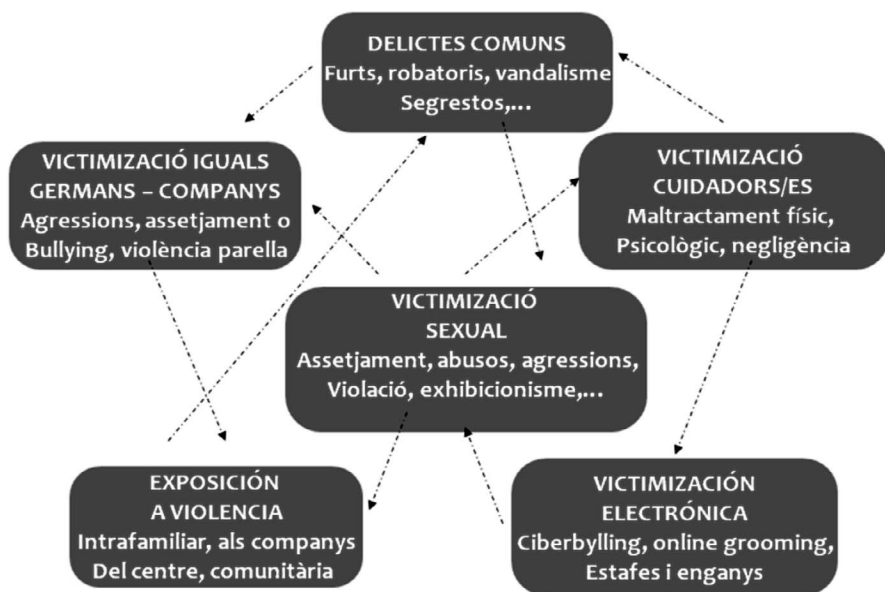 DELICTES COMUNS
Furts, robatoris, vandalisme
Segrestos,...
VICTIMIZACIÓ IGUALS
GERMANS – COMPANYS
Agressions, assetjament o
Bullying, violència parella
VICTIMIZACIÓ
CUIDADORS/ES
Maltractament físic,
Psicològic, negligència
VICTIMIZACIÓ
SEXUAL
Assetjament, abusos, agressions,
Violació, exhibicionisme,...
EXPOSICIÓN
A VIOLENCIA
Intrafamiliar, als companys
Del centre, comunitària
VICTIMIZACIÓN
ELECTRÓNICA
Ciberbylling, online grooming,
Estafes i enganys